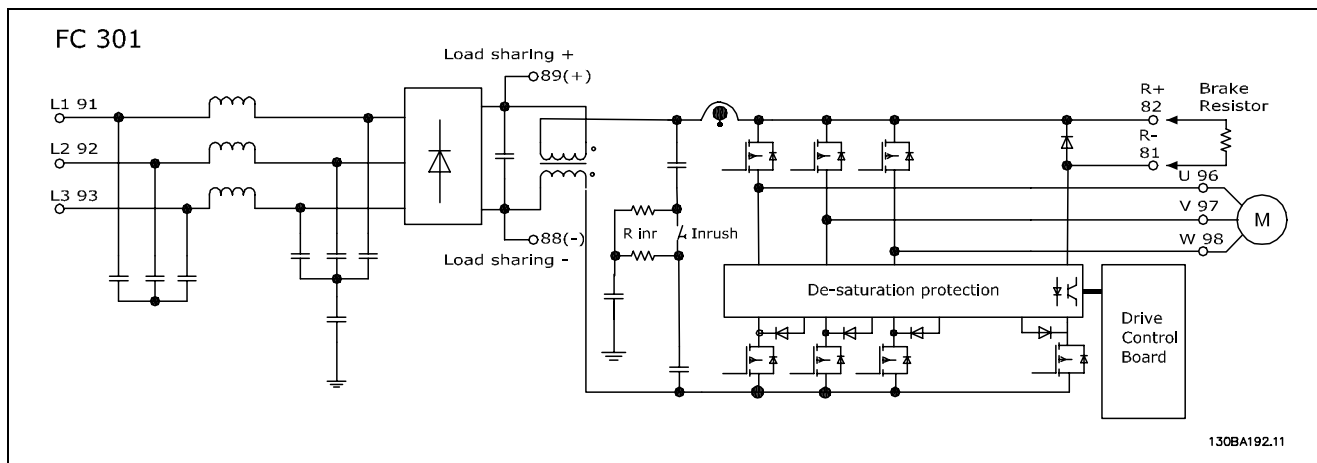 FC 301
Load sharing +
89(+)
L1 91
L2 92
L3 93
88(-)
Load sharing -
R inr
Inrush
R+
82
Brake
Resistor
R-
81
U 96
V 97
W 98
M
De-saturation protection
Drive
Control
Board
130BA192.11